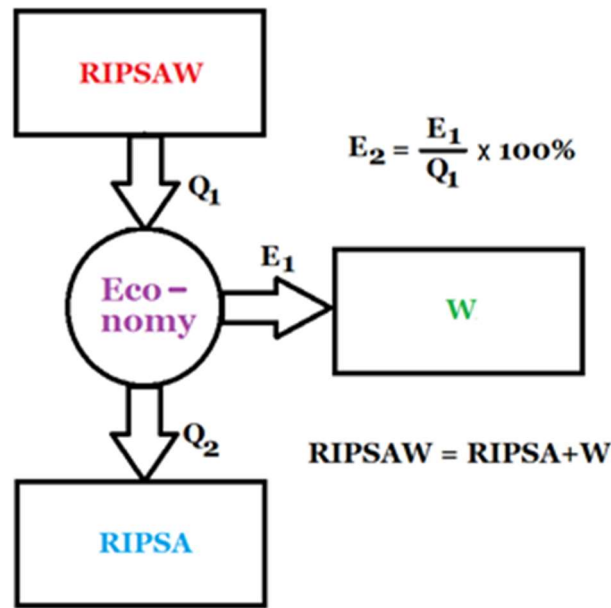 RIPSAW
E₂ = E₁/Q₁ x 100%
Q₁
E₁
Eco –
nomy
W
Q₂
RIPSAW = RIPSA+W
RIPSA